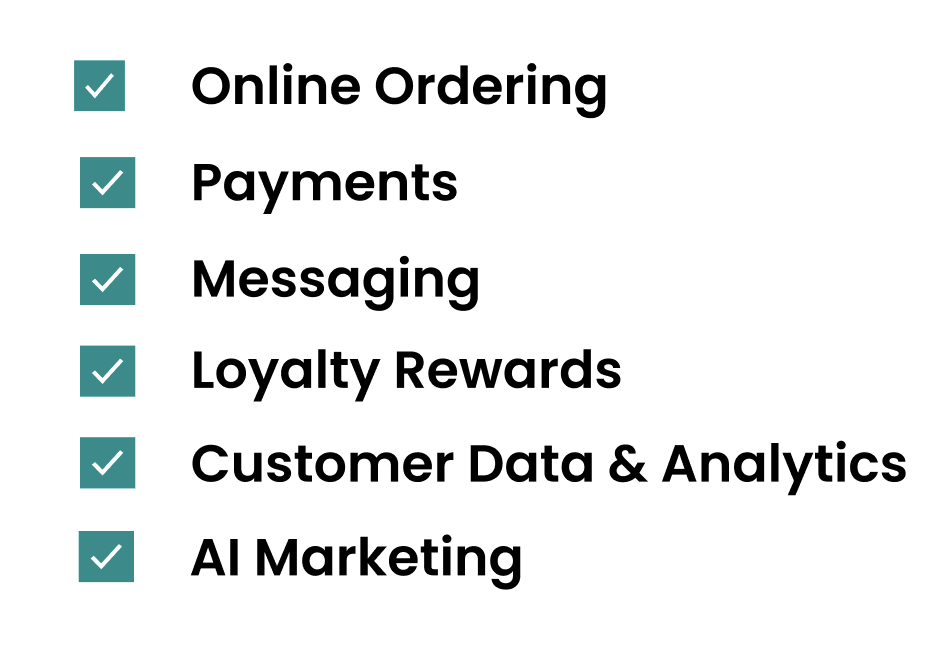 Online Ordering
Payments
Messaging
Loyalty Rewards
Customer Data & Analytics
AI Marketing